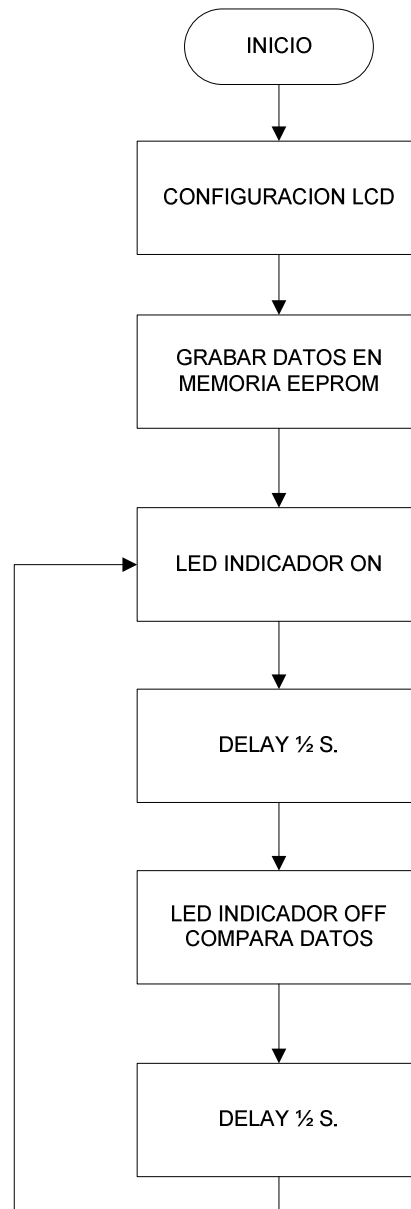 INICIO
CONFIGURACION LCD
GRABAR DATOS EN
MEMORIA EEPROM
LED INDICADOR ON
DELAY ½ S.
LED INDICADOR OFF
COMPARA DATOS
DELAY ½ S.